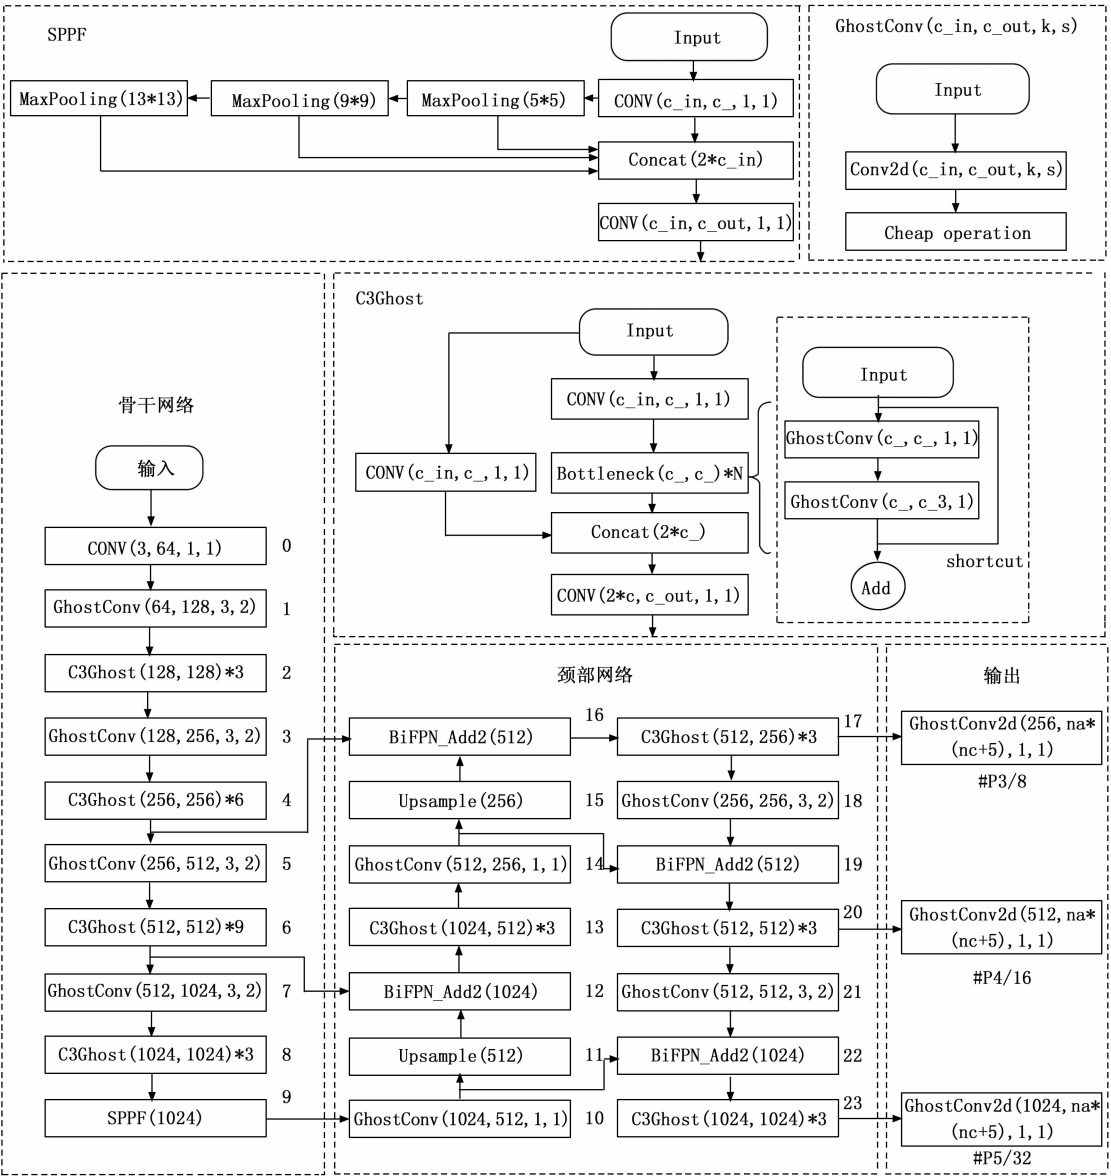 SPPF
Input
MaxPooling(13*13)
MaxPooling(9*9)
MaxPooling(5*5)
CONV(c_in,c_,1,1)
Concat(2*c_in)
CONV(c_in,c_out,1,1)
GhostConv(c_in,c_out,k,s)
Input
Conv2d(c_in,c_out,k,s)
Cheap operation
C3Ghost
Input
CONV(c_in,c_,1,1)
CONV(c_in,c_,1,1)
Bottleneck(c_,c_)*N
Concat(2*c_)
CONV(2*c,c_out,1,1)
Input
GhostConv(c_,c_,1,1)
GhostConv(c_,c_3,1)
shortcut
Add
骨干网络
输入
CONV(3,64,1,1)
0
GhostConv(64,128,3,2)
1
C3Ghost(128,128)*3
2
GhostConv(128,256,3,2)
3
C3Ghost(256,256)*6
4
GhostConv(256,512,3,2)
5
C3Ghost(512,512)*9
6
GhostConv(512,1024,3,2)
7
C3Ghost(1024,1024)*3
8
SPPF(1024)
9
颈部网络
BiFPN_Add2(512)
16
Upsample(256)
15
GhostConv(512,256,1,1)
14
C3Ghost(1024,512)*3
13
BiFPN_Add2(1024)
12
Upsample(512)
11
GhostConv(1024,512,1,1)
10
C3Ghost(512,256)*3
17
GhostConv(256,256,3,2)
18
BiFPN_Add2(512)
19
C3Ghost(512,512)*3
20
GhostConv(512,512,3,2)
21
BiFPN_Add2(1024)
22
C3Ghost(1024,1024)*3
23
输出
GhostConv2d(256,na*
(nc+5),1,1)
#P3/8
GhostConv2d(512,na*
(nc+5),1,1)
#P4/16
GhostConv2d(1024,na*
(nc+5),1,1)
#P5/32